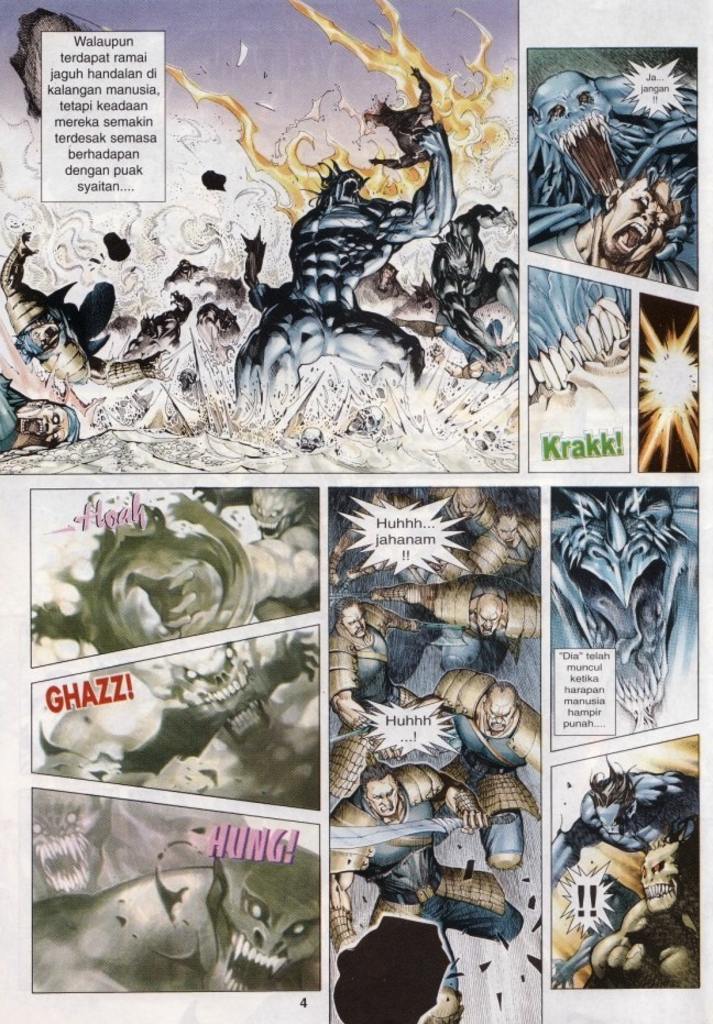 Walaupun
terdapat ramai
jaguh handalan di
kalangan manusia,
tetapi keadaan
mereka semakin
terdesak semasa
berhadapan
dengan puak
syaitan....
Ja...
jangan
!!
Krakk!
Hoah
GHAZZ!
HUNG!
Huhhh...
jahanam
!!
Huhhh
...!
"Dia" telah
muncul
ketika
harapan
manusia
hampir
punah....
!!
4